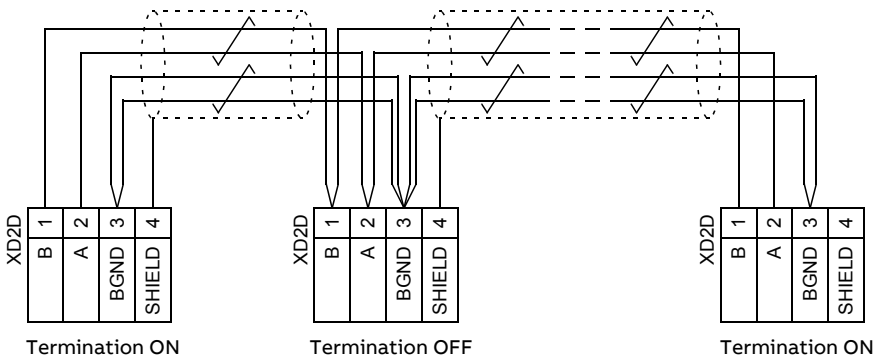 XD2D
1 2 3 4
B A BGND SHIELD
Termination ON
XD2D
1 2 3 4
B A BGND SHIELD
Termination OFF
XD2D
1 2 3 4
B A BGND SHIELD
Termination ON